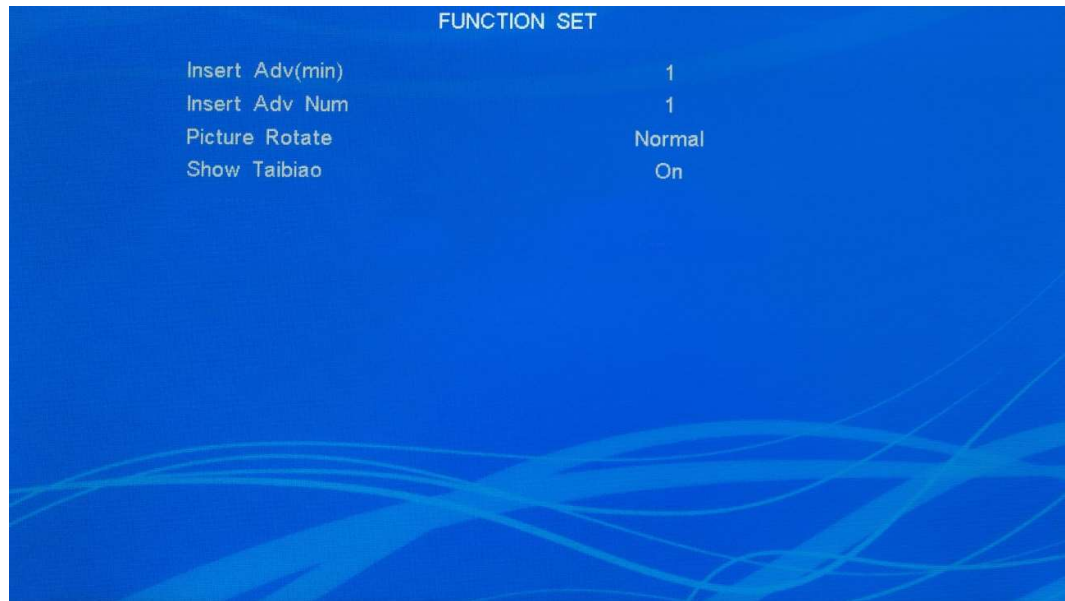 FUNCTION SET
Insert Adv(min) 1
Insert Adv Num 1
Picture Rotate Normal
Show Taibiao On